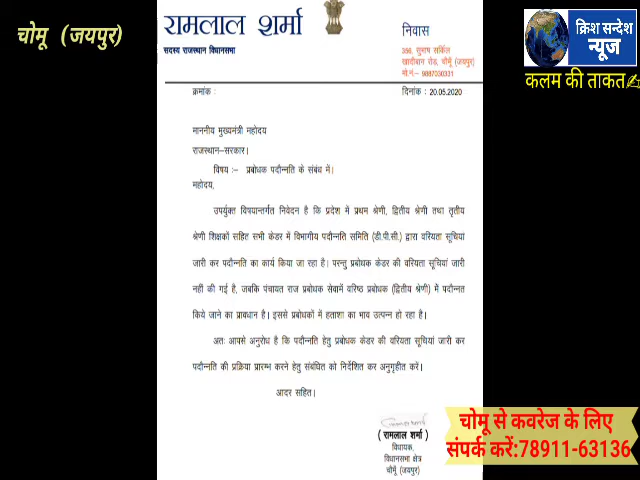 चोमू (जयपुर)
रामलाल शर्मा
सदस्य राजस्थान विधानसभा
निवास
356, सुभाष सर्किल
खादीबाग रोड, चोमू (जयपुर)
मो.नं.– 9887030331
क्रिश सन्देश
न्यूज
कलम की ताकत✍
क्रमांक :
दिनांक : 20.05.2020
माननीय मुख्यमंत्री महोदय
राजस्थान–सरकार।
विषय :– प्रबोधक पदौन्नति के संबंध में।
महोदय,
उपर्युक्त विषयान्तर्गत निवेदन है कि प्रदेश में प्रथम श्रेणी, द्वितीय श्रेणी तथा तृतीय
श्रेणी शिक्षकों सहित सभी केडर में विभागीय पदौन्नति समिति (डी.पी.सी.) द्वारा वरियता सूचियां
जारी कर पदौन्नति का कार्य किया जा रहा है। परन्तु प्रबोधक केडर की वरियता सूचियां जारी
नही की गई है, जबकि पंचायत राज प्रबोधक सेवामें वरिष्ठ प्रबोधक (द्वितीय श्रेणी) में पदौन्नत
किये जाने का प्रावधान है। इससे प्रबोधकों में हताशा का भाव उत्पन्न हो रहा है।
अतः आपसे अनुरोध है कि पदौन्नति हेतु प्रबोधक केडर की वरियता सूचियां जारी कर
पदौन्नति की प्रक्रिया प्रारम्भ करने हेतु संबंधित को निर्देशित कर अनुगृहीत करें।
आदर सहित।
( रामलाल शर्मा )
विधायक,
विधानसभा क्षेत्र
चोमूँ (जयपुर)
चोमू से कवरेज के लिए
संपर्क करें:78911-63136